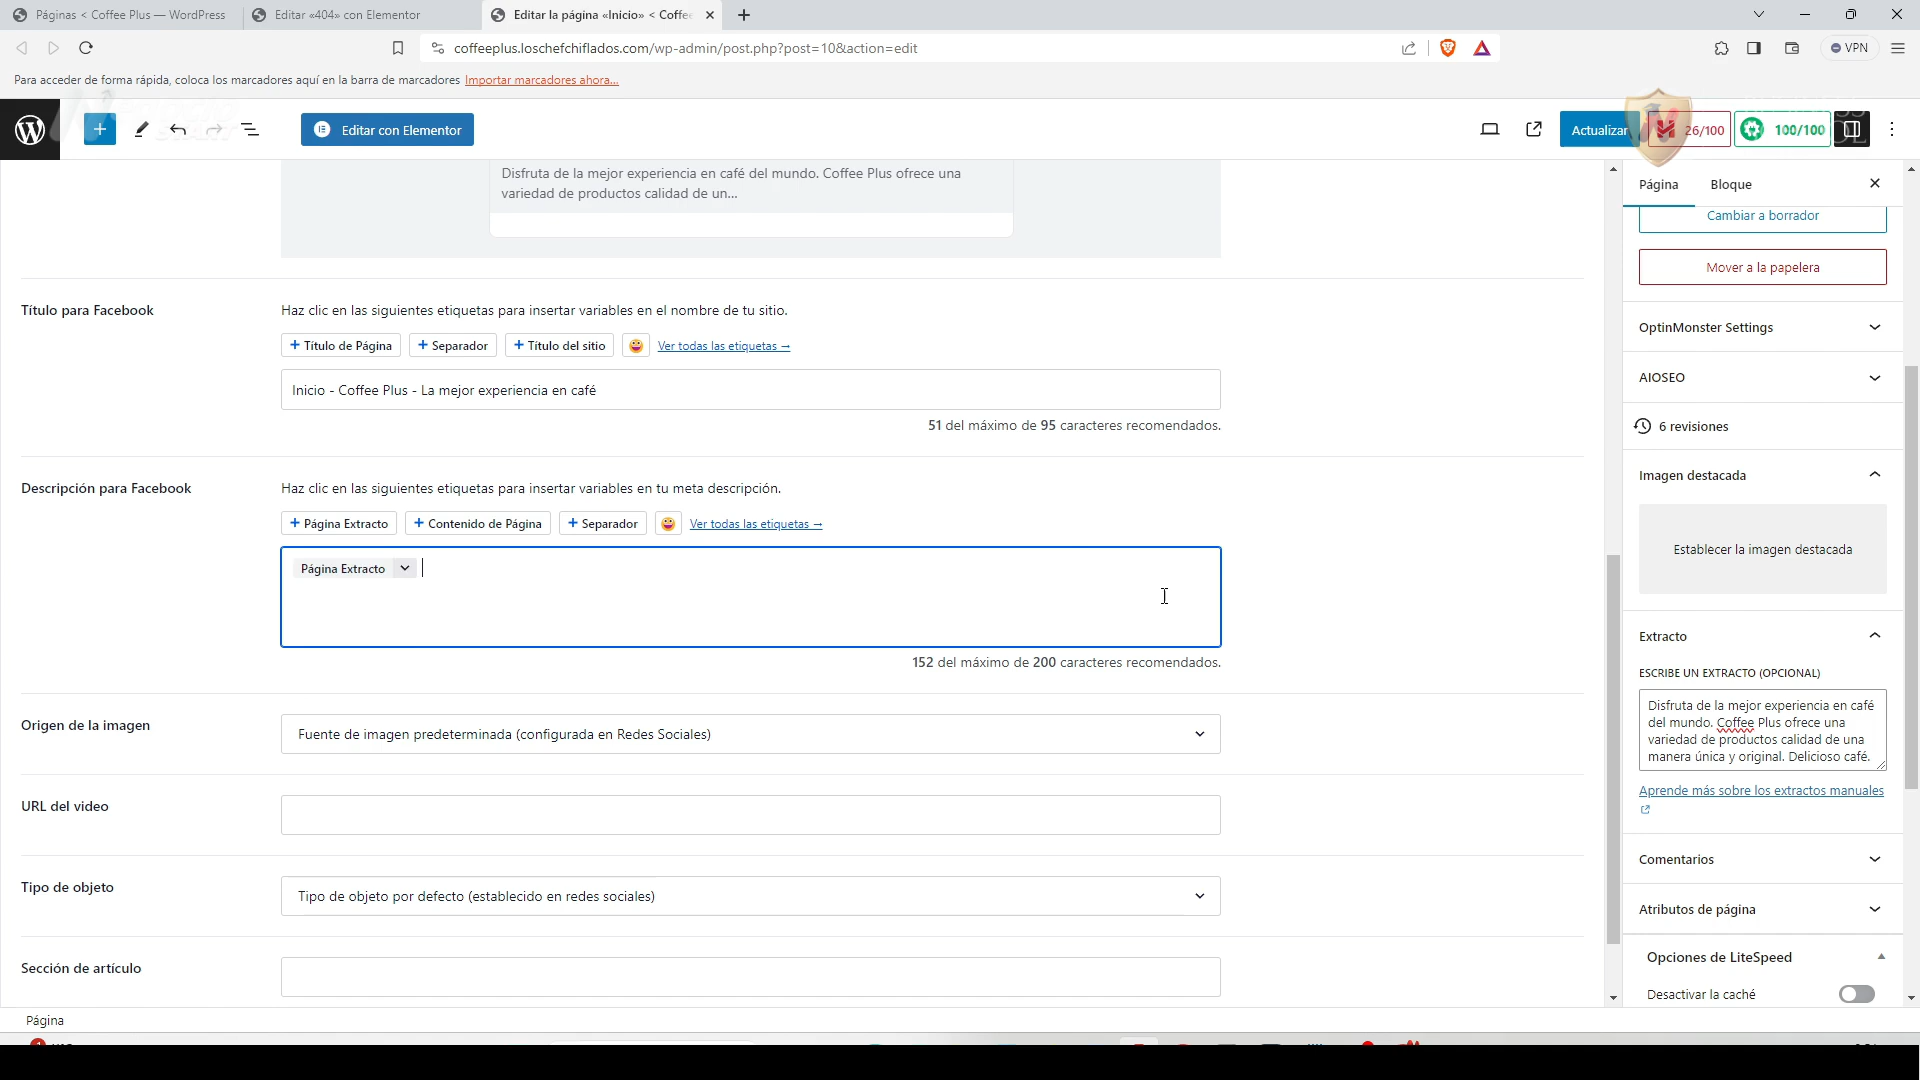 Páginas < Coffee Plus — WordPress
Editar «404» con Elementor
Editar la página «Inicio» < Coffe
coffeeplus.loschefchiflados.com/wp-admin/post.php?post=10&action=edit
VPN
Para acceder de forma rápida, coloca los marcadores aquí en la barra de marcadores Importar marcadores ahora...
Editar con Elementor
Actualizar
26/100
100/100
Disfruta de la mejor experiencia en café del mundo. Coffee Plus ofrece una
variedad de productos calidad de un...
Título para Facebook
Haz clic en las siguientes etiquetas para insertar variables en el nombre de tu sitio.
+ Título de Página
+ Separador
+ Título del sitio
Ver todas las etiquetas →
Inicio - Coffee Plus - La mejor experiencia en café
51 del máximo de 95 caracteres recomendados.
Descripción para Facebook
Haz clic en las siguientes etiquetas para insertar variables en tu meta descripción.
+ Página Extracto
+ Contenido de Página
+ Separador
Ver todas las etiquetas →
Página Extracto
152 del máximo de 200 caracteres recomendados.
Origen de la imagen
Fuente de imagen predeterminada (configurada en Redes Sociales)
URL del video
Tipo de objeto
Tipo de objeto por defecto (establecido en redes sociales)
Sección de artículo
Página
Página
Bloque
Cambiar a borrador
Mover a la papelera
OptinMonster Settings
AIOSEO
6 revisiones
Imagen destacada
Establecer la imagen destacada
Extracto
ESCRIBE UN EXTRACTO (OPCIONAL)
Disfruta de la mejor experiencia en café
del mundo. Coffee Plus ofrece una
variedad de productos calidad de una
manera única y original. Delicioso café.
Aprende más sobre los extractos manuales
Comentarios
Atributos de página
Opciones de LiteSpeed
Desactivar la caché